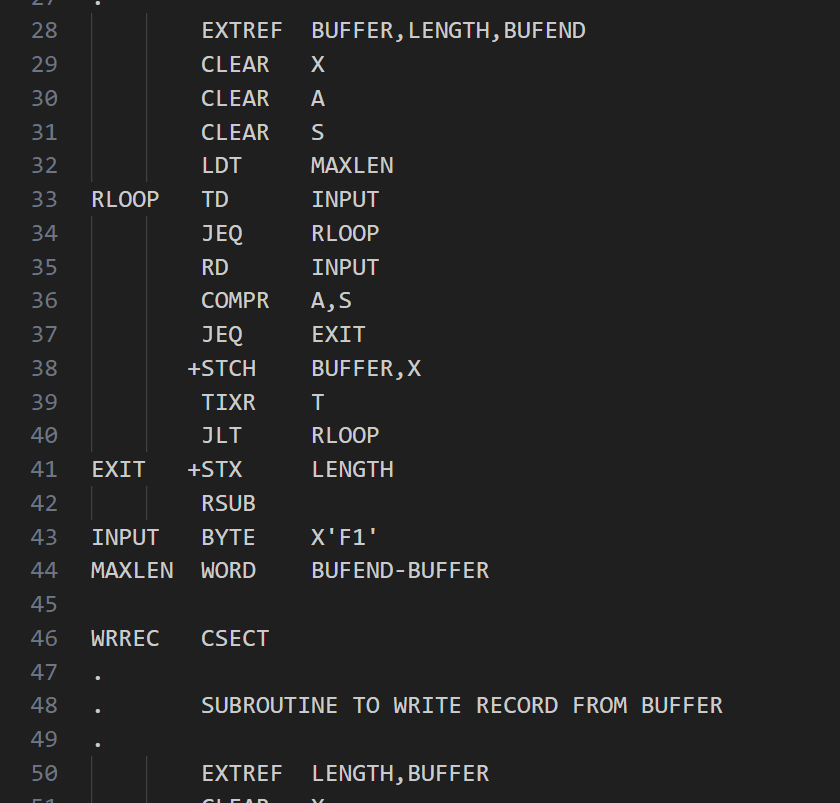 27 .
28 EXTREF BUFFER,LENGTH,BUFEND
29 CLEAR X
30 CLEAR A
31 CLEAR S
32 LDT MAXLEN
33 RLOOP TD INPUT
34 JEQ RLOOP
35 RD INPUT
36 COMPR A,S
37 JEQ EXIT
38 +STCH BUFFER,X
39 TIXR T
40 JLT RLOOP
41 EXIT +STX LENGTH
42 RSUB
43 INPUT BYTE X'F1'
44 MAXLEN WORD BUFEND-BUFFER
45
46 WRREC CSECT
47 .
48 . SUBROUTINE TO WRITE RECORD FROM BUFFER
49 .
50 EXTREF LENGTH,BUFFER
51 CLEAR X